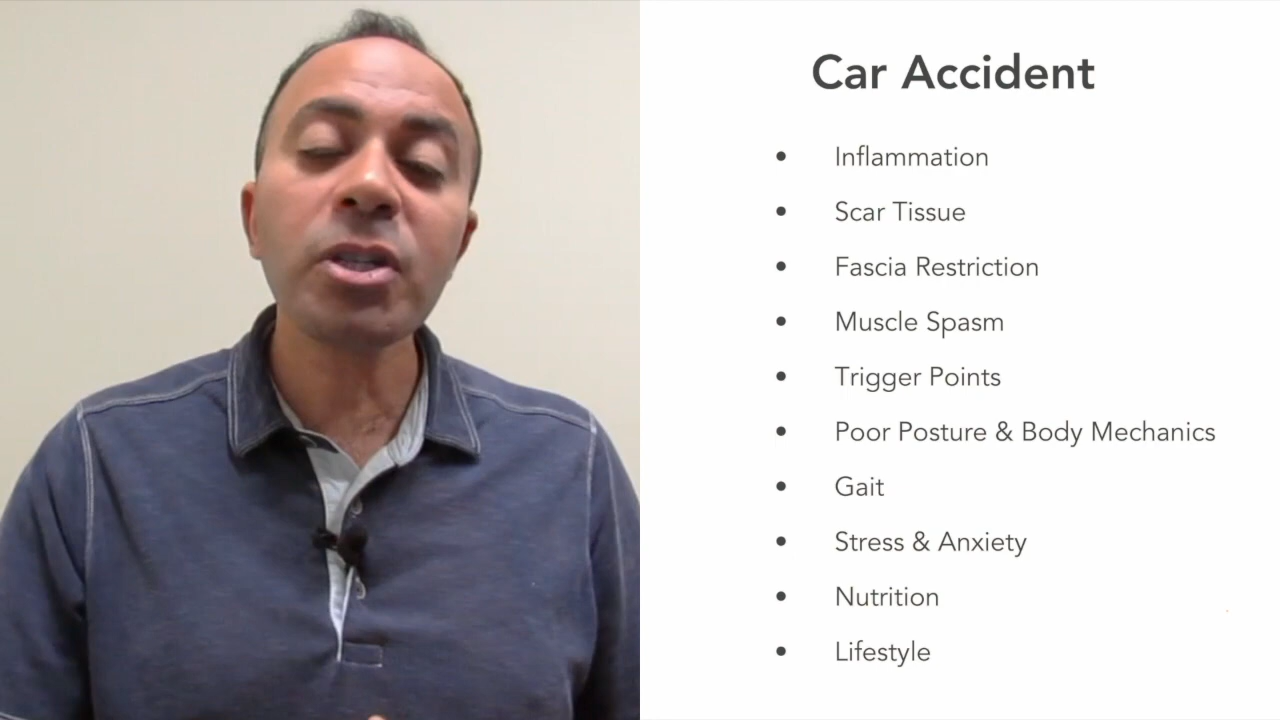 Car Accident
• Inflammation
• Scar Tissue
• Fascia Restriction
• Muscle Spasm
• Trigger Points
• Poor Posture & Body Mechanics
• Gait
• Stress & Anxiety
• Nutrition
• Lifestyle